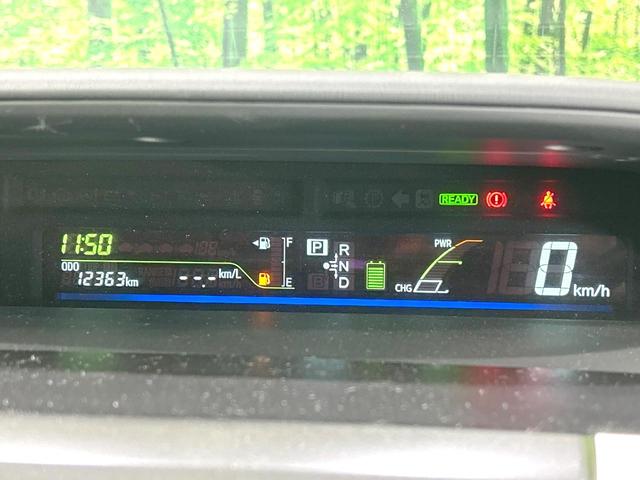 READY
11:50
F
P
R
N
D
PWR
0 km/h
ODO
12363km
--.- km/L
E
CHG